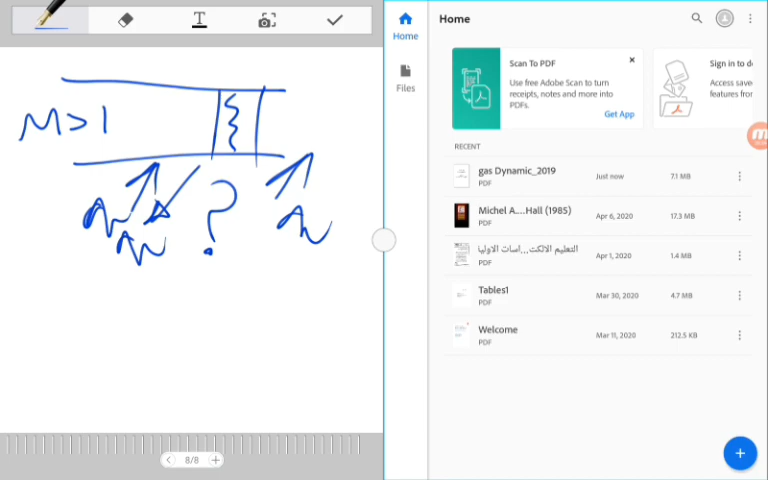 T
M > 1
?
8/8
Home
Home
Files
Scan To PDF
Use free Adobe Scan to turn
receipts, notes and more into
PDFs.
Get App
Sign in to d
Access save
features fror
RECENT
gas Dynamic_2019
PDF
Just now
7.1 MB
Michel A....Hall (1985)
PDF
Apr 6, 2020
17.3 MB
التعليم الالكت...اسات الاوليا
PDF
Apr 1, 2020
1.4 MB
Tables1
PDF
Mar 30, 2020
4.7 MB
Welcome
PDF
Mar 11, 2020
212.5 KB